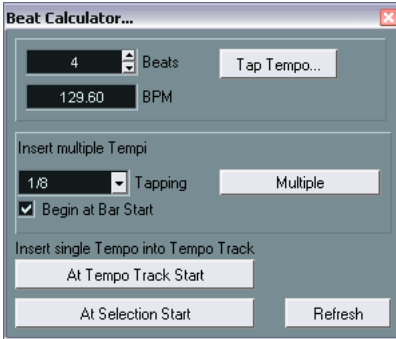 Beat Calculator...
4 Beats Tap Tempo...
129.60 BPM
Insert multiple Tempi
1/8 Tapping Multiple
Begin at Bar Start
Insert single Tempo into Tempo Track
At Tempo Track Start
At Selection Start Refresh